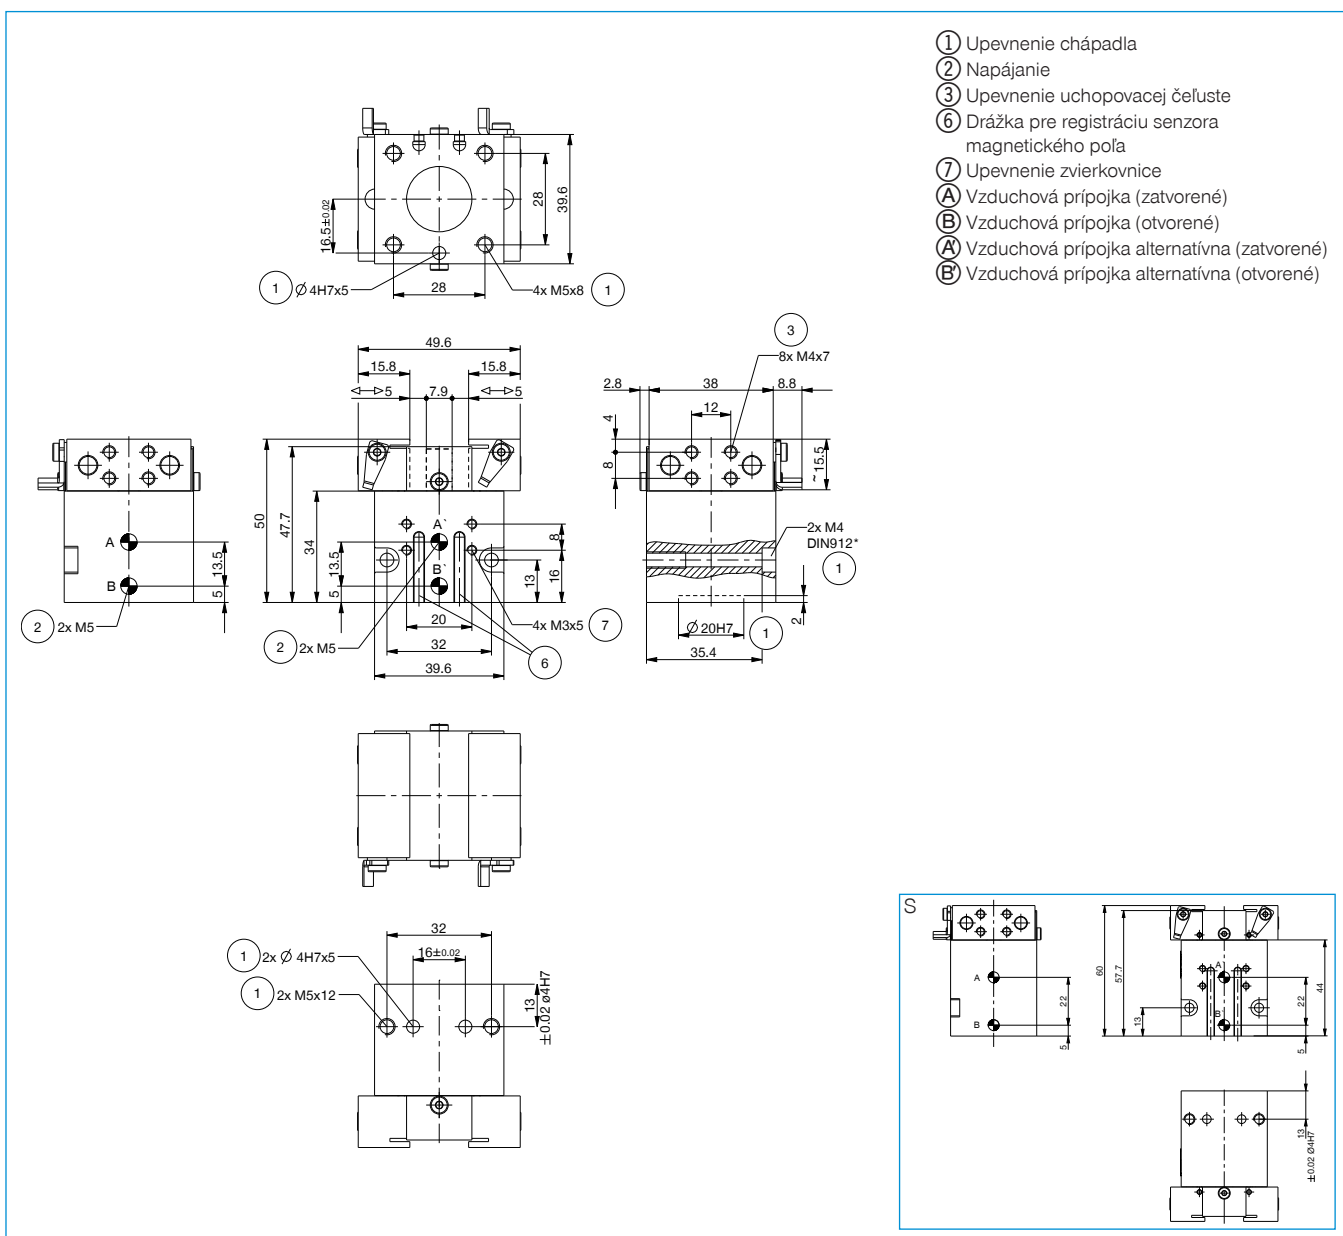 ① Upevnenie chápadla
② Napájanie
③ Upevnenie uchopovacej čeľuste
⑥ Drážka pre registráciu senzora
magnetického poľa
⑦ Upevnenie zvierkovnice
Ⓐ Vzduchová prípojka (zatvorené)
Ⓑ Vzduchová prípojka (otvorené)
A' Vzduchová prípojka alternatívna (zatvorené)
B' Vzduchová prípojka alternatívna (otvorené)
16.5±0.02
28
39.6
1 Ø 4H7x5
28
4x M5x8 1
3
8x M4x7
49.6
15.8
15.8
5
7.9
5
2.8
38
8.8
12
4
8
~15.5
50
47.7
34
13.5
5
A`
B`
8
13
16
A
B
13.5
5
2 2x M5
20
2 2x M5
32
39.6
4x M3x5 7
6
2x M4
DIN912*
1
Ø 20H7 1
2
35.4
32
1 2x Ø 4H7x5
16±0.02
1 2x M5x12
13
±0.02 ø4H7
S
A
B
22
5
60
57.7
13
A`
B`
22
44
5
13
±0.02 Ø4H7